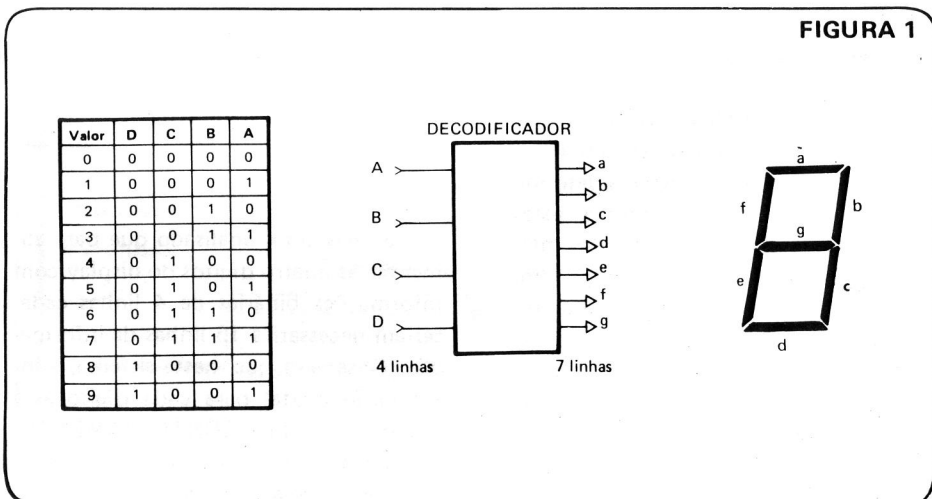 FIGURA 1
Valor D C B A
0 0 0 0 0
1 0 0 0 1
2 0 0 1 0
3 0 0 1 1
4 0 1 0 0
5 0 1 0 1
6 0 1 1 0
7 0 1 1 1
8 1 0 0 0
9 1 0 0 1
DECODIFICADOR
A
B
C
D
a
b
c
d
e
f
g
4 linhas
7 linhas
a
f
b
g
e
c
d